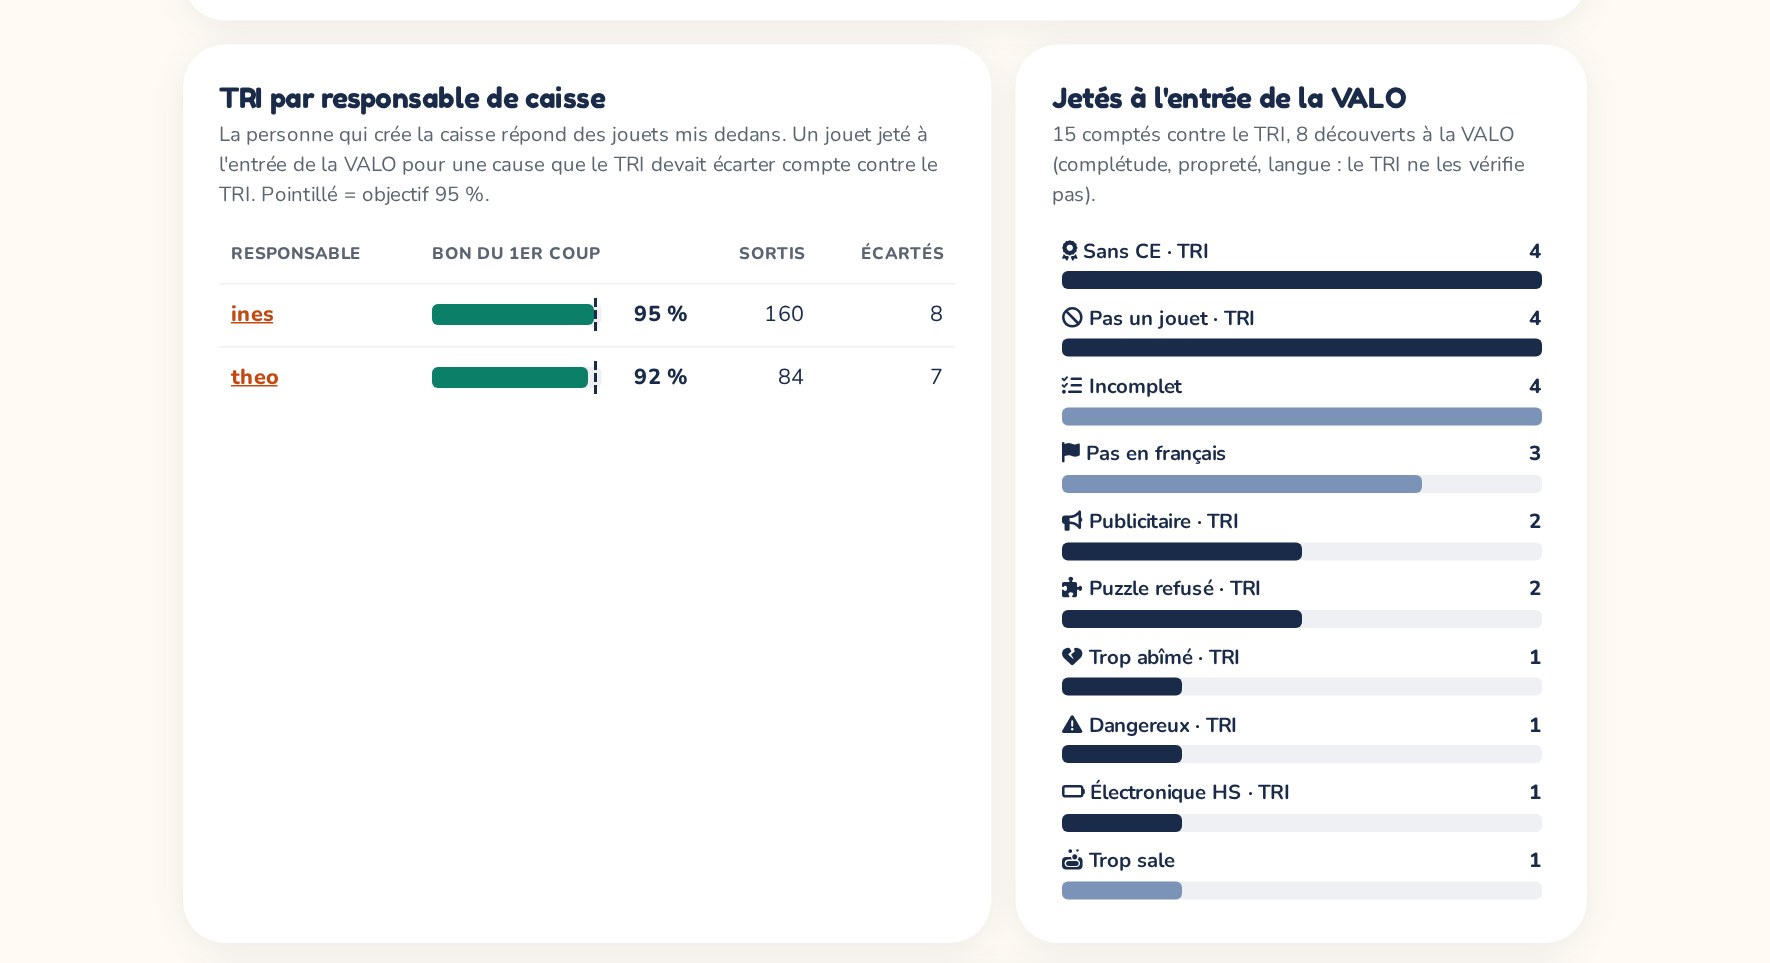 TRI par responsable de caisse
La personne qui crée la caisse répond des jouets mis dedans. Un jouet jeté à
l'entrée de la VALO pour une cause que le TRI devait écarter compte contre le
TRI. Pointillé = objectif 95 %.
RESPONSABLE BON DU 1ER COUP SORTIS ÉCARTÉS
ines 95 % 160 8
theo 92 % 84 7
Jetés à l'entrée de la VALO
15 comptés contre le TRI, 8 découverts à la VALO
(complétude, propreté, langue : le TRI ne les vérifie
pas).
Sans CE · TRI 4
Pas un jouet · TRI 4
Incomplet 4
Pas en français 3
Publicitaire · TRI 2
Puzzle refusé · TRI 2
Trop abîmé · TRI 1
Dangereux · TRI 1
Électronique HS · TRI 1
Trop sale 1